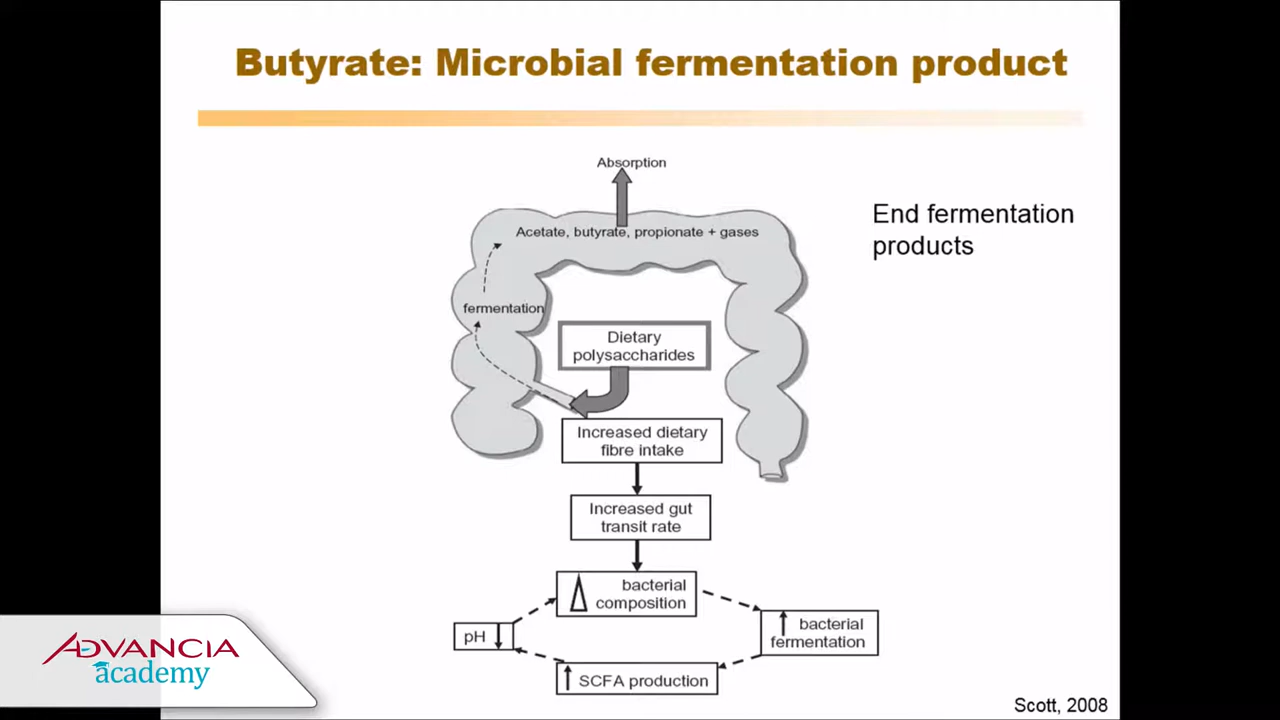 Butyrate: Microbial fermentation product
Absorption
End fermentation
products
Acetate, butyrate, propionate + gases
fermentation
Dietary
polysaccharides
Increased dietary
fibre intake
Increased gut
transit rate
bacterial
composition
bacterial
fermentation
pH
SCFA production
ADVANCIA
academy
Scott, 2008